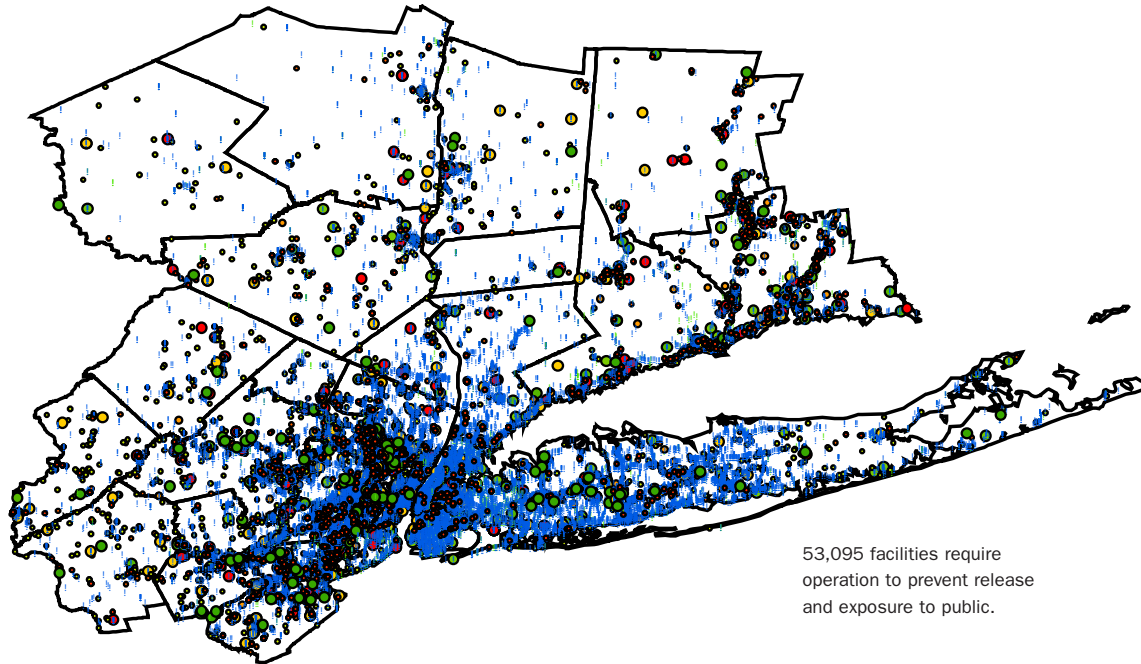 53,095 facilities require
operation to prevent release
and exposure to public.